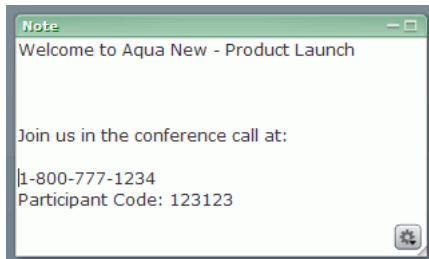 Note
Welcome to Aqua New - Product Launch
Join us in the conference call at:
1-800-777-1234
Participant Code: 123123